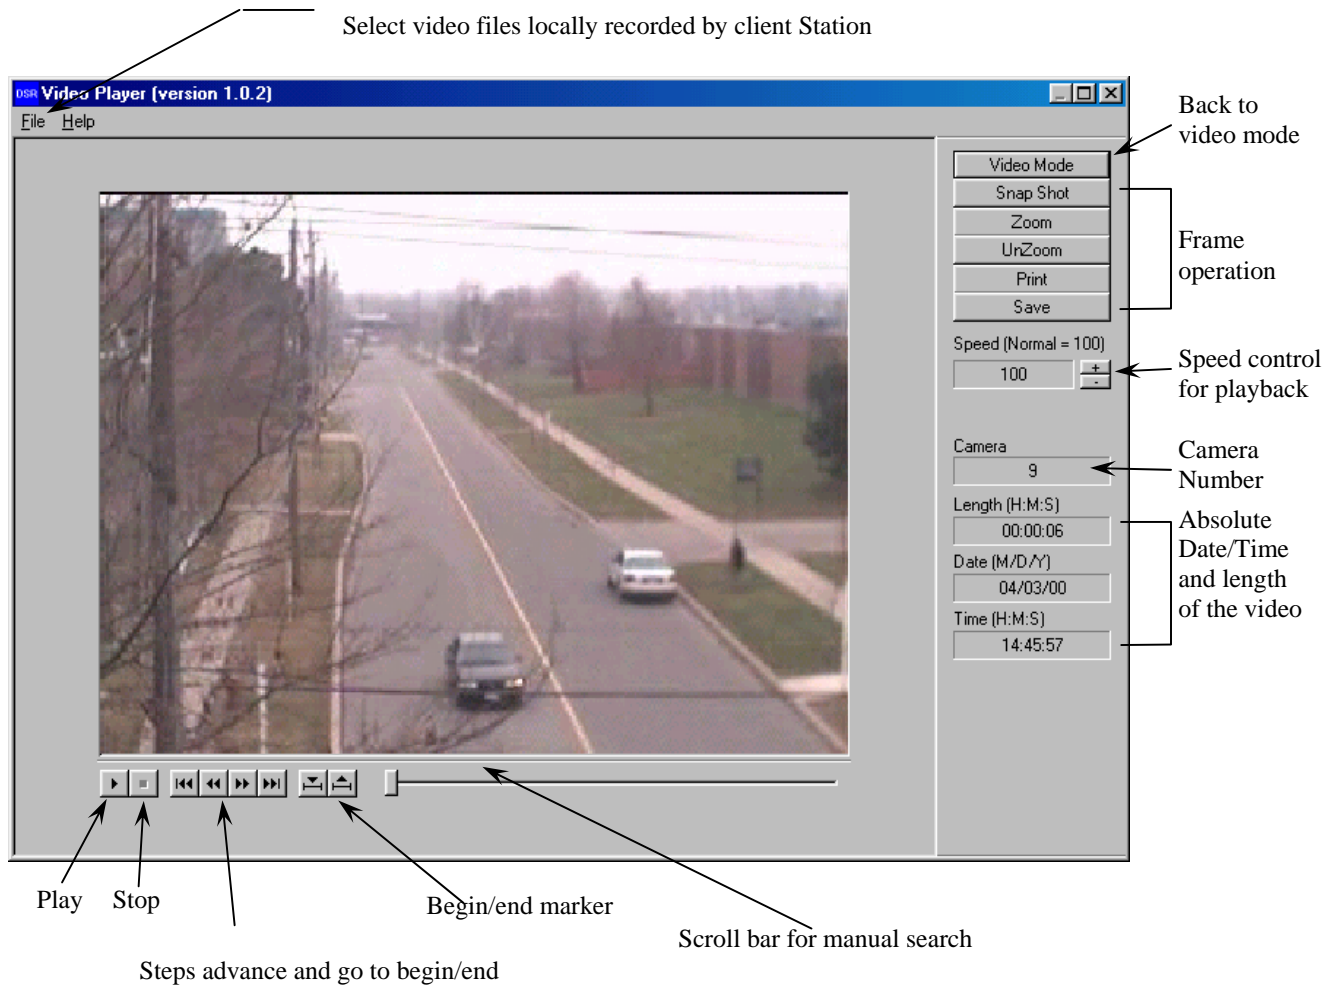 Select video files locally recorded by client Station
DSR Video Player (version 1.0.2)
File Help
Back to
video mode
Video Mode
Snap Shot
Zoom
UnZoom
Print
Save
Frame
operation
Speed (Normal = 100)
100
+
-
Speed control
for playback
Camera
9
Camera
Number
Length (H:M:S)
00:00:06
Date (M/D/Y)
04/03/00
Time (H:M:S)
14:45:57
Absolute
Date/Time
and length
of the video
Play
Stop
Begin/end marker
Scroll bar for manual search
Steps advance and go to begin/end